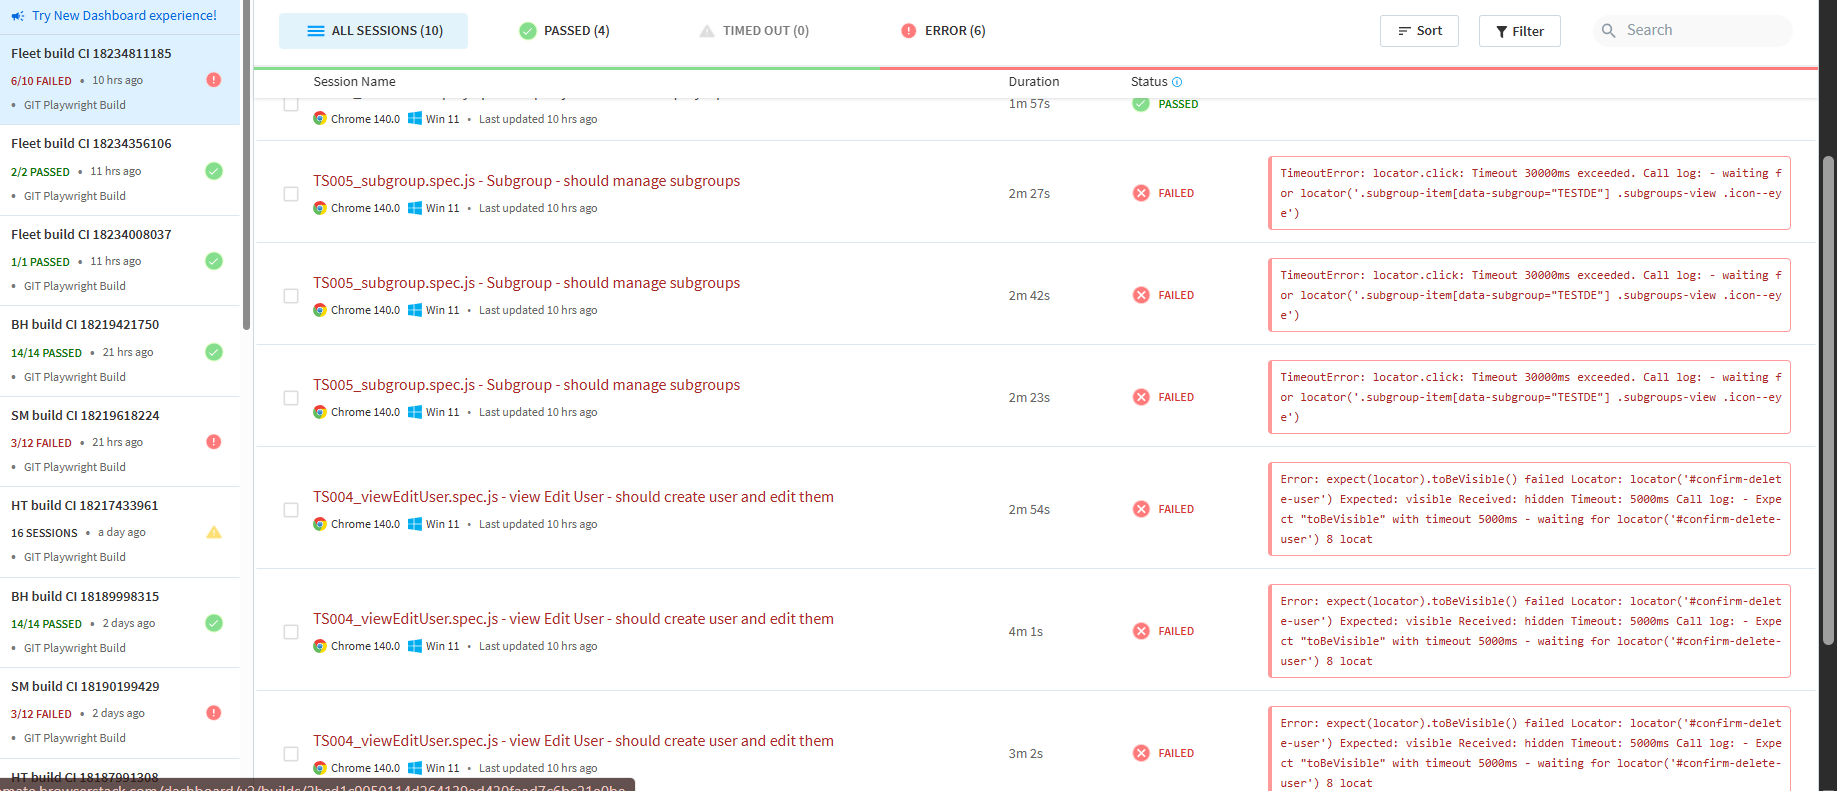 Try New Dashboard experience!
Fleet build CI 18234811185
6/10 FAILED • 10 hrs ago
• GIT Playwright Build
Fleet build CI 18234356106
2/2 PASSED • 11 hrs ago
• GIT Playwright Build
Fleet build CI 18234008037
1/1 PASSED • 11 hrs ago
• GIT Playwright Build
BH build CI 18219421750
14/14 PASSED • 21 hrs ago
• GIT Playwright Build
SM build CI 18219618224
3/12 FAILED • 21 hrs ago
• GIT Playwright Build
HT build CI 18217433961
16 SESSIONS • a day ago
• GIT Playwright Build
BH build CI 18189998315
14/14 PASSED • 2 days ago
• GIT Playwright Build
SM build CI 18190199429
3/12 FAILED • 2 days ago
• GIT Playwright Build
HT build CI 18187991308
ALL SESSIONS (10) PASSED (4) TIMED OUT (0) ERROR (6) Sort Filter Search
Session Name Duration Status
1m 57s PASSED
Chrome 140.0 Win 11 • Last updated 10 hrs ago
TS005_subgroup.spec.js - Subgroup - should manage subgroups
Chrome 140.0 Win 11 • Last updated 10 hrs ago
2m 27s FAILED
TimeoutError: locator.click: Timeout 30000ms exceeded. Call log: - waiting f
or locator('.subgroup-item[data-subgroup="TESTDE"] .subgroups-view .icon--ey
e')
TS005_subgroup.spec.js - Subgroup - should manage subgroups
Chrome 140.0 Win 11 • Last updated 10 hrs ago
2m 42s FAILED
TimeoutError: locator.click: Timeout 30000ms exceeded. Call log: - waiting f
or locator('.subgroup-item[data-subgroup="TESTDE"] .subgroups-view .icon--ey
e')
TS005_subgroup.spec.js - Subgroup - should manage subgroups
Chrome 140.0 Win 11 • Last updated 10 hrs ago
2m 23s FAILED
TimeoutError: locator.click: Timeout 30000ms exceeded. Call log: - waiting f
or locator('.subgroup-item[data-subgroup="TESTDE"] .subgroups-view .icon--ey
e')
TS004_viewEditUser.spec.js - view Edit User - should create user and edit them
Chrome 140.0 Win 11 • Last updated 10 hrs ago
2m 54s FAILED
Error: expect(locator).toBeVisible() failed Locator: locator('#confirm-delet
e-user') Expected: visible Received: hidden Timeout: 5000ms Call log: - Expe
ct "toBeVisible" with timeout 5000ms - waiting for locator('#confirm-delete-
user') 8 locat
TS004_viewEditUser.spec.js - view Edit User - should create user and edit them
Chrome 140.0 Win 11 • Last updated 10 hrs ago
4m 1s FAILED
Error: expect(locator).toBeVisible() failed Locator: locator('#confirm-delet
e-user') Expected: visible Received: hidden Timeout: 5000ms Call log: - Expe
ct "toBeVisible" with timeout 5000ms - waiting for locator('#confirm-delete-
user') 8 locat
TS004_viewEditUser.spec.js - view Edit User - should create user and edit them
Chrome 140.0 Win 11 • Last updated 10 hrs ago
3m 2s FAILED
Error: expect(locator).toBeVisible() failed Locator: locator('#confirm-delet
e-user') Expected: visible Received: hidden Timeout: 5000ms Call log: - Expe
ct "toBeVisible" with timeout 5000ms - waiting for locator('#confirm-delete-
user') 8 locat